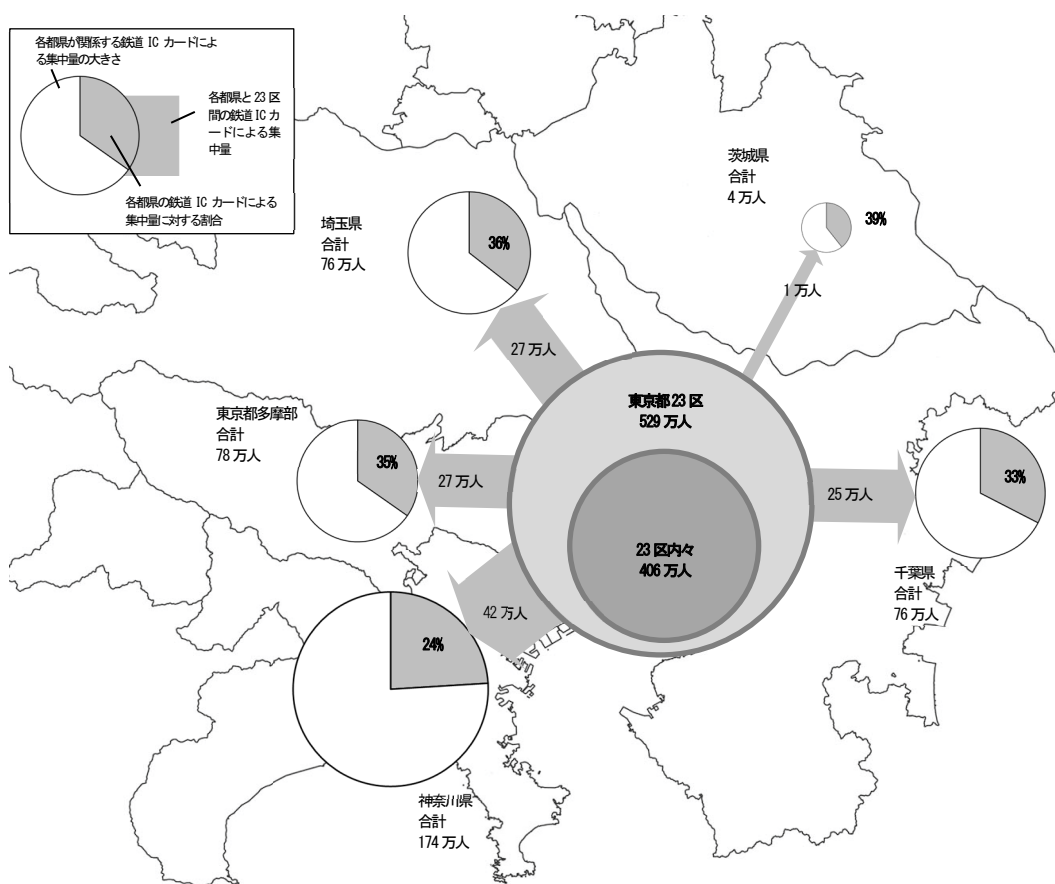 各都県が関係する鉄道 IC カードによ
る集中量の大きさ
各都県と 23 区
間の鉄道 IC カ
ードによる集
中量
各都県の鉄道 IC カードによる
集中量に対する割合
茨城県
合計
4 万人
39%
1 万人
埼玉県
合計
76 万人
36%
27 万人
東京都 23 区
529 万人
東京都多摩部
合計
78 万人
35%
27 万人
25 万人
33%
23 区内々
406 万人
千葉県
合計
76 万人
42 万人
24%
神奈川県
合計
174 万人